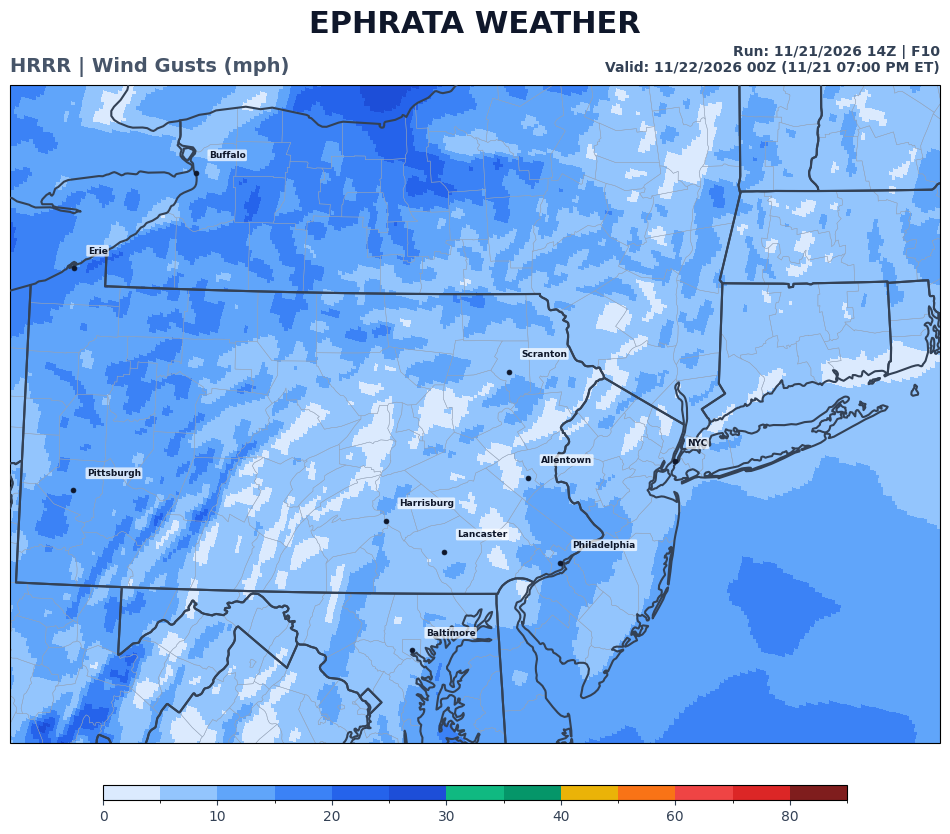 EPHRATA WEATHER
HRRR | Wind Gusts (mph)
Run: 11/21/2026 14Z | F10
Valid: 11/22/2026 00Z (11/21 07:00 PM ET)
Buffalo
Erie
Scranton
NYC
Allentown
Pittsburgh
Harrisburg
Lancaster
Philadelphia
Baltimore
0 10 20 30 40 60 80